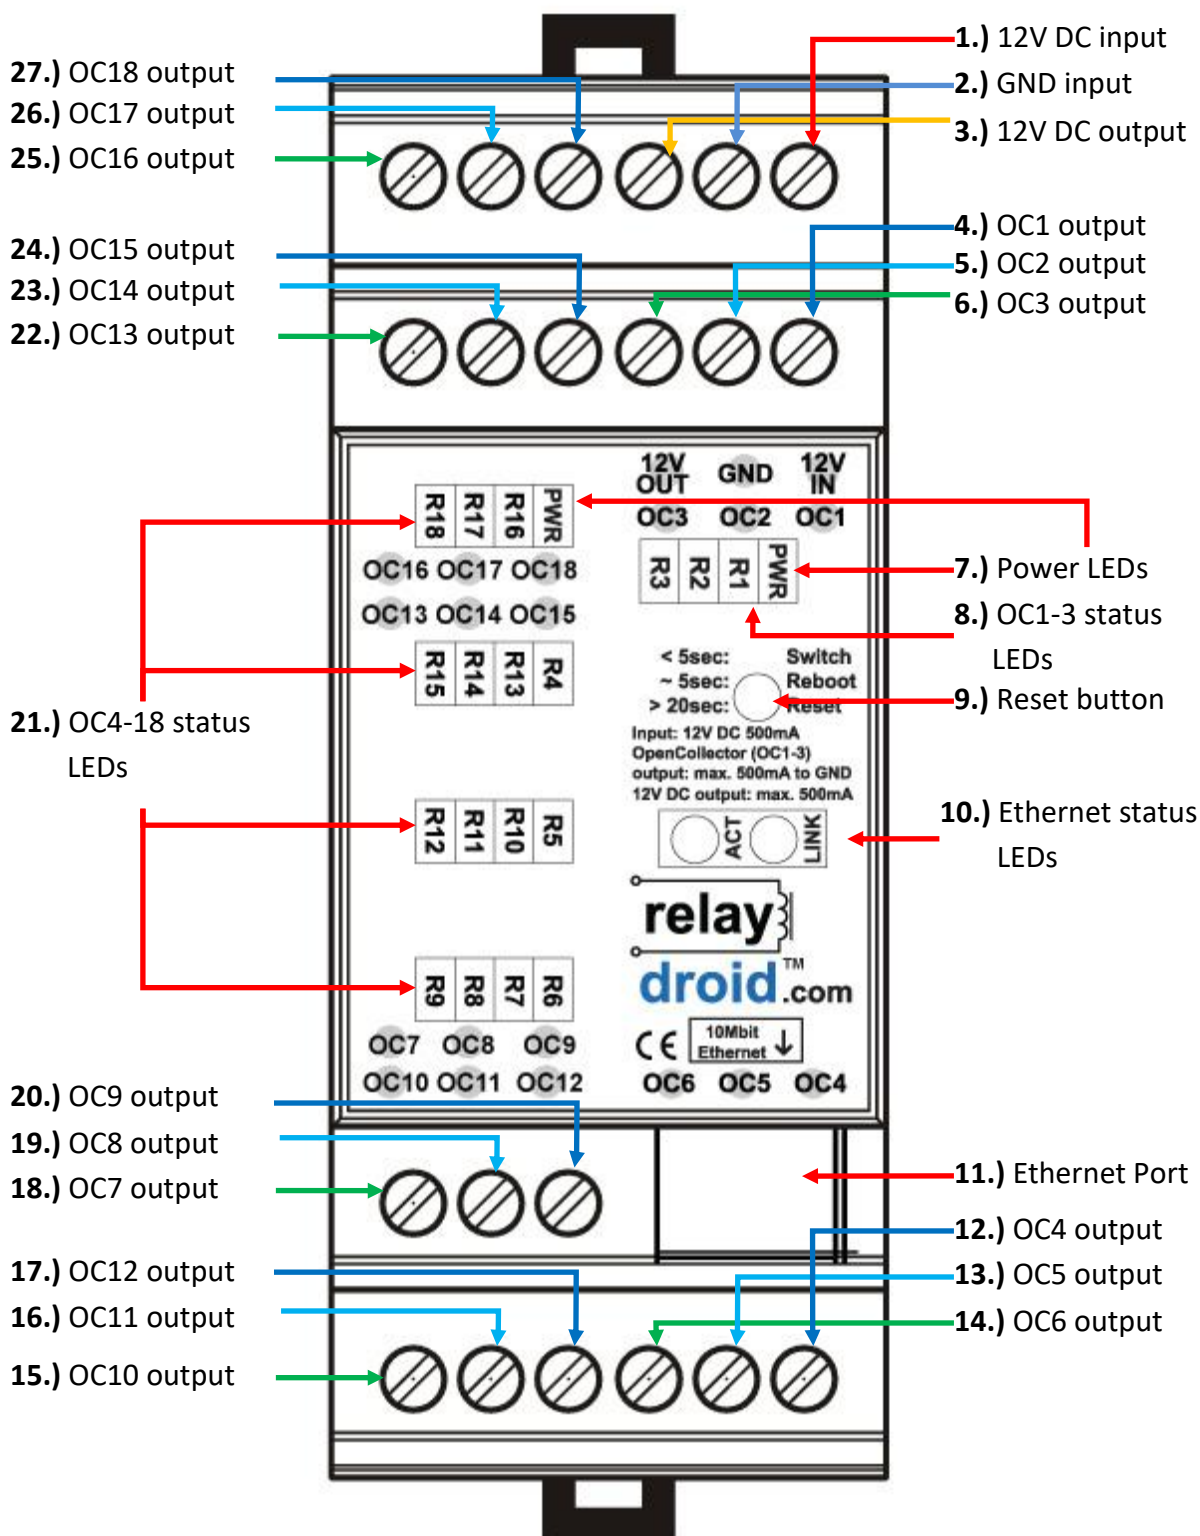 27.) OC18 output
26.) OC17 output
25.) OC16 output
24.) OC15 output
23.) OC14 output
22.) OC13 output
21.) OC4-18 status
LEDs
20.) OC9 output
19.) OC8 output
18.) OC7 output
17.) OC12 output
16.) OC11 output
15.) OC10 output
1.) 12V DC input
2.) GND input
3.) 12V DC output
4.) OC1 output
5.) OC2 output
6.) OC3 output
7.) Power LEDs
8.) OC1-3 status
LEDs
9.) Reset button
10.) Ethernet status
LEDs
11.) Ethernet Port
12.) OC4 output
13.) OC5 output
14.) OC6 output
R18 R17 R16 PWR
OC16 OC17 OC18
OC13 OC14 OC15
R15 R14 R13 R4
R12 R11 R10 R5
R9 R8 R7 R6
OC7 OC8 OC9
OC10 OC11 OC12
12V OUT GND 12V IN
OC3 OC2 OC1
R3 R2 R1 PWR
< 5sec: Switch
~ 5sec: Reboot
> 20sec: Reset
Input: 12V DC 500mA
OpenCollector (OC1-3)
output: max. 500mA to GND
12V DC output: max. 500mA
ACT LINK
relay
droid™.com
CE 10Mbit
Ethernet ↓
OC6 OC5 OC4